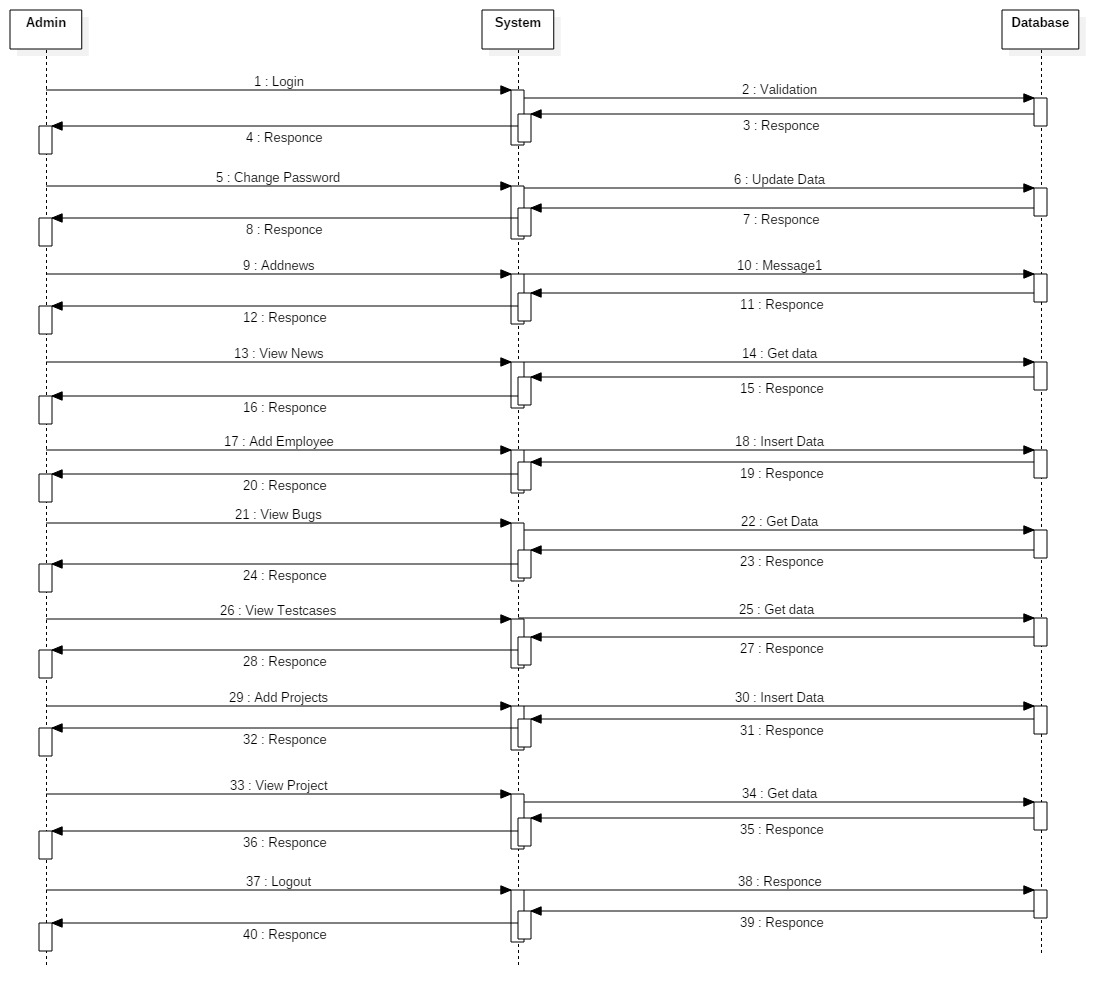 Admin
System
Database
1 : Login
2 : Validation
3 : Responce
4 : Responce
5 : Change Password
6 : Update Data
7 : Responce
8 : Responce
9 : Addnews
10 : Message1
11 : Responce
12 : Responce
13 : View News
14 : Get data
15 : Responce
16 : Responce
17 : Add Employee
18 : Insert Data
19 : Responce
20 : Responce
21 : View Bugs
22 : Get Data
23 : Responce
24 : Responce
26 : View Testcases
25 : Get data
27 : Responce
28 : Responce
29 : Add Projects
30 : Insert Data
31 : Responce
32 : Responce
33 : View Project
34 : Get data
35 : Responce
36 : Responce
37 : Logout
38 : Responce
39 : Responce
40 : Responce